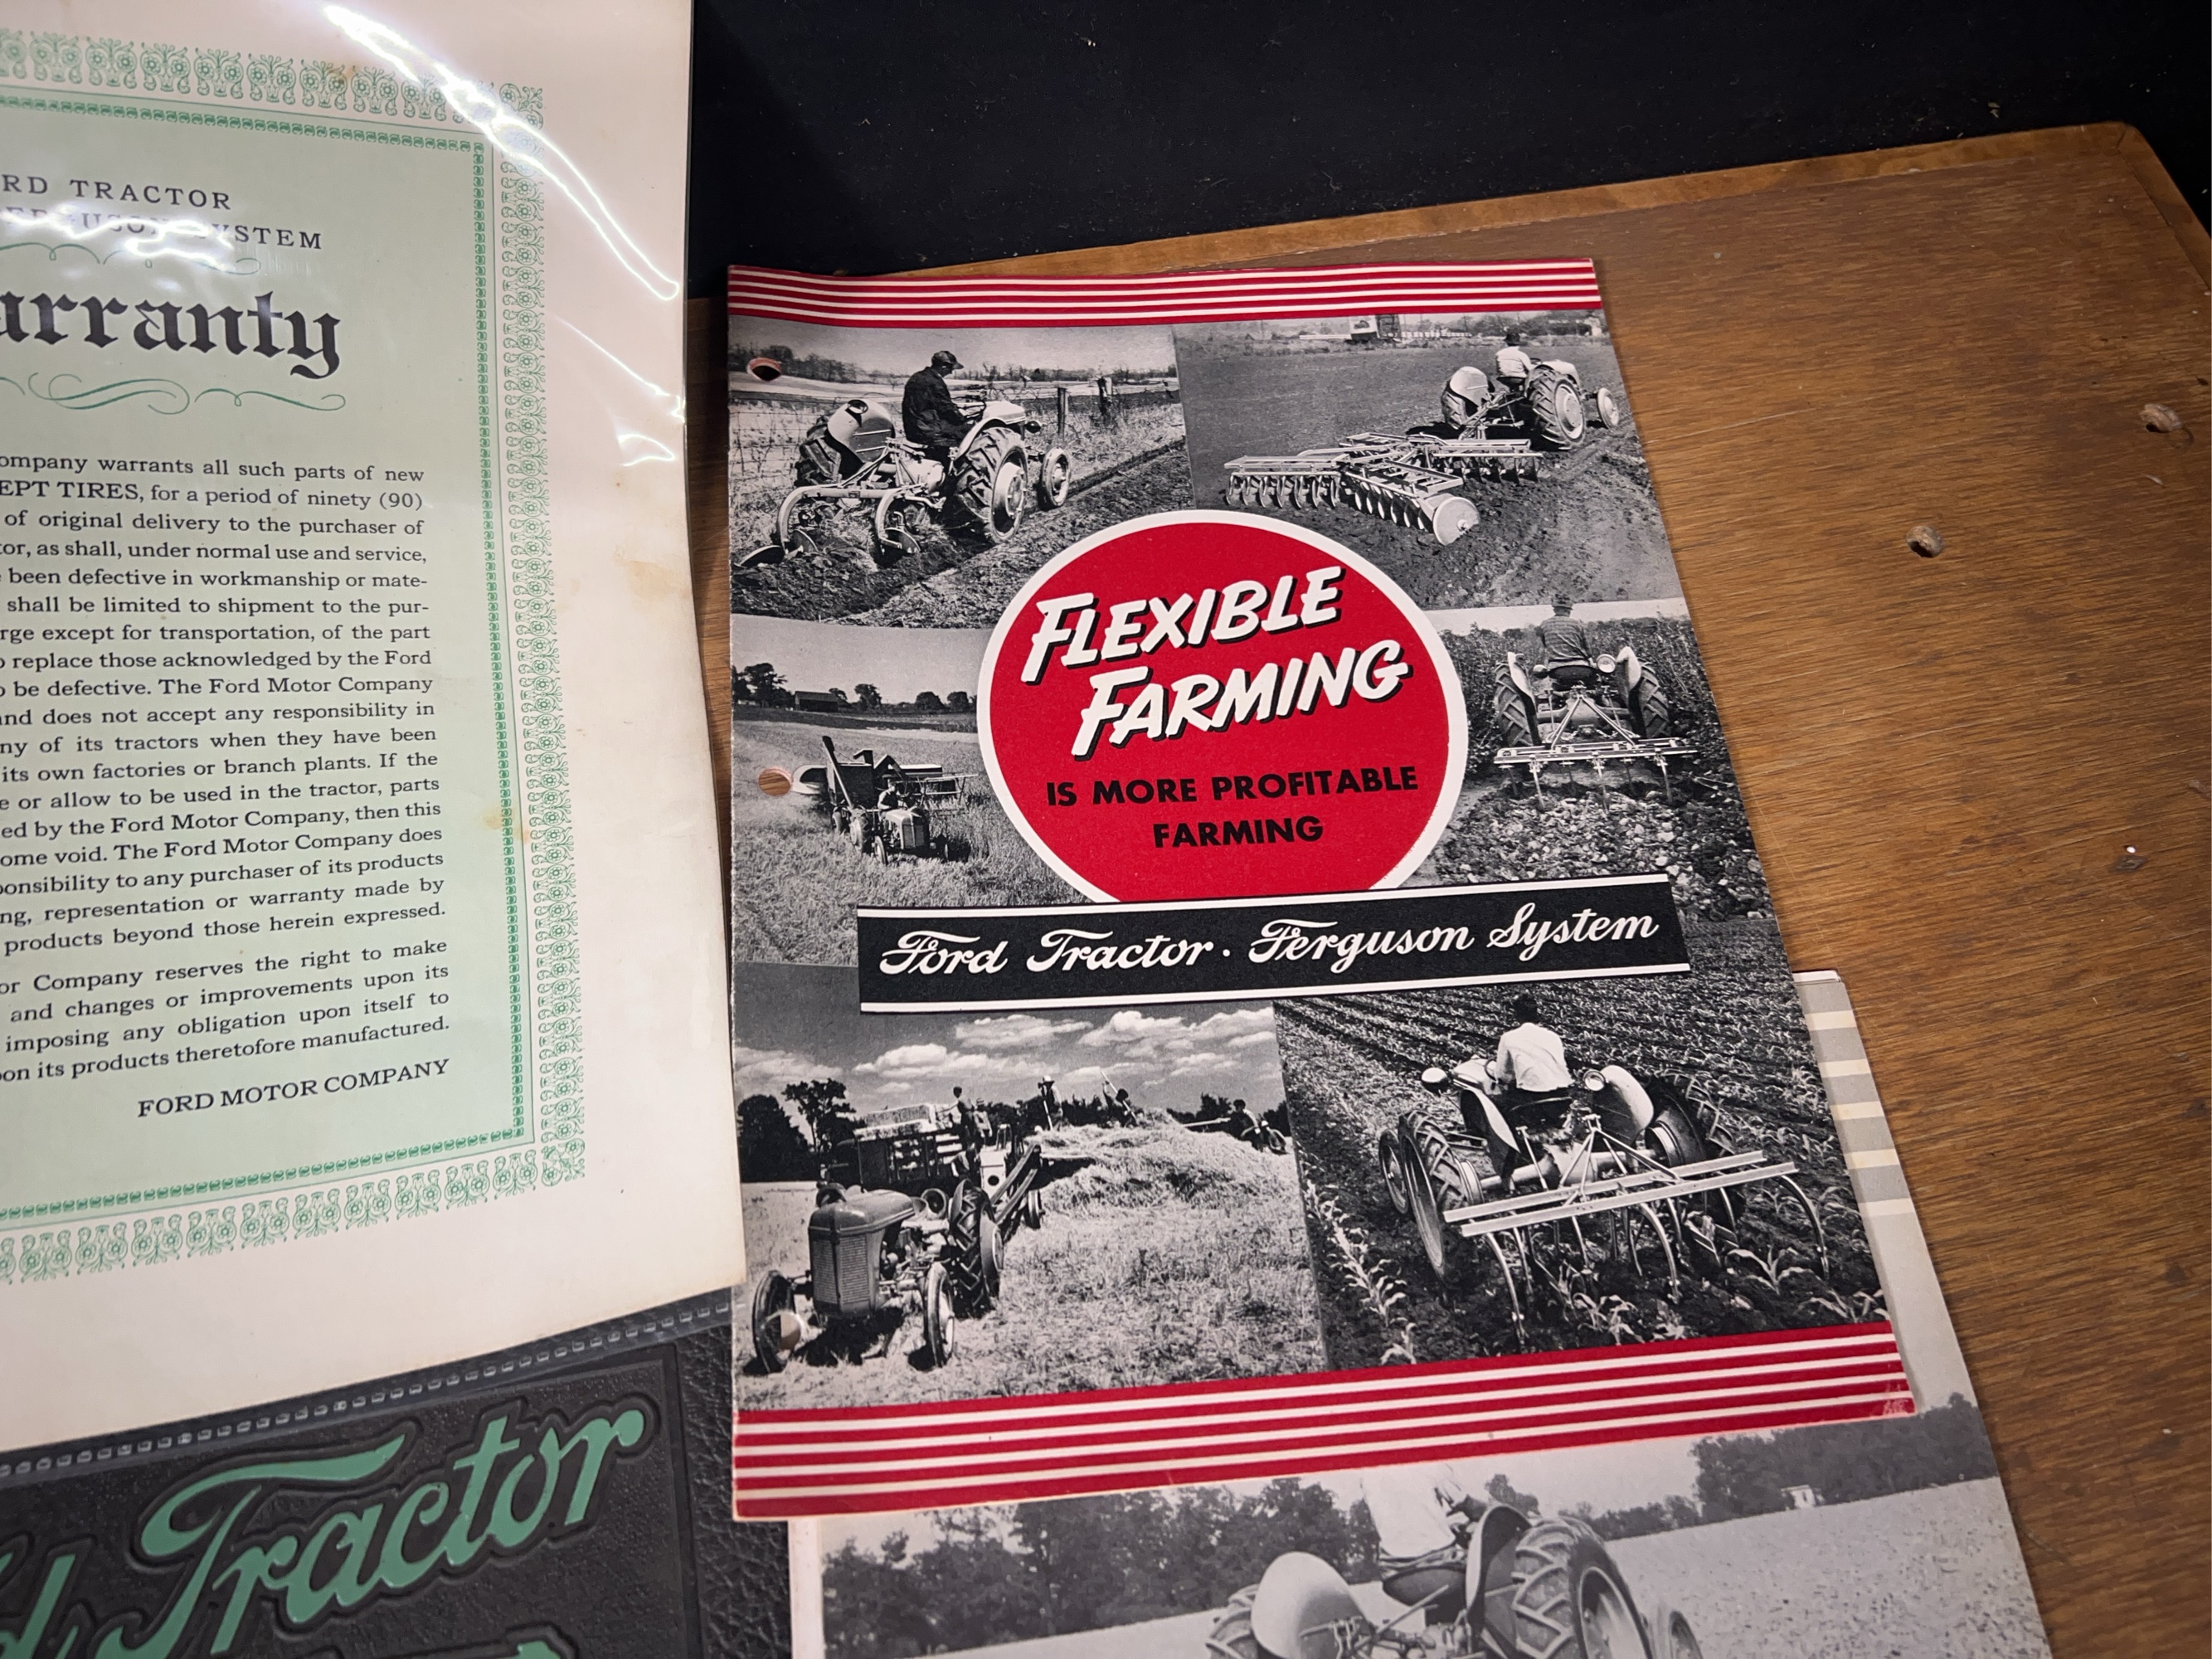 RD TRACTOR
FERGUSON SYSTEM
arranty
ompany warrants all such parts of new
EPT TIRES, for a period of ninety (90)
of original delivery to the purchaser of
tor, as shall, under normal use and service,
been defective in workmanship or mate-
shall be limited to shipment to the pur-
rge except for transportation, of the part
o replace those acknowledged by the Ford
o be defective. The Ford Motor Company
and does not accept any responsibility in
ny of its tractors when they have been
its own factories or branch plants. If the
e or allow to be used in the tractor, parts
ed by the Ford Motor Company, then this
ome void. The Ford Motor Company does
ponsibility to any purchaser of its products
ng, representation or warranty made by
products beyond those herein expressed.
or Company reserves the right to make
and changes or improvements upon its
imposing any obligation upon itself to
on its products theretofore manufactured.
FORD MOTOR COMPANY
d Tractor
FLEXIBLE
FARMING
IS MORE PROFITABLE
FARMING
Ford Tractor · Ferguson System